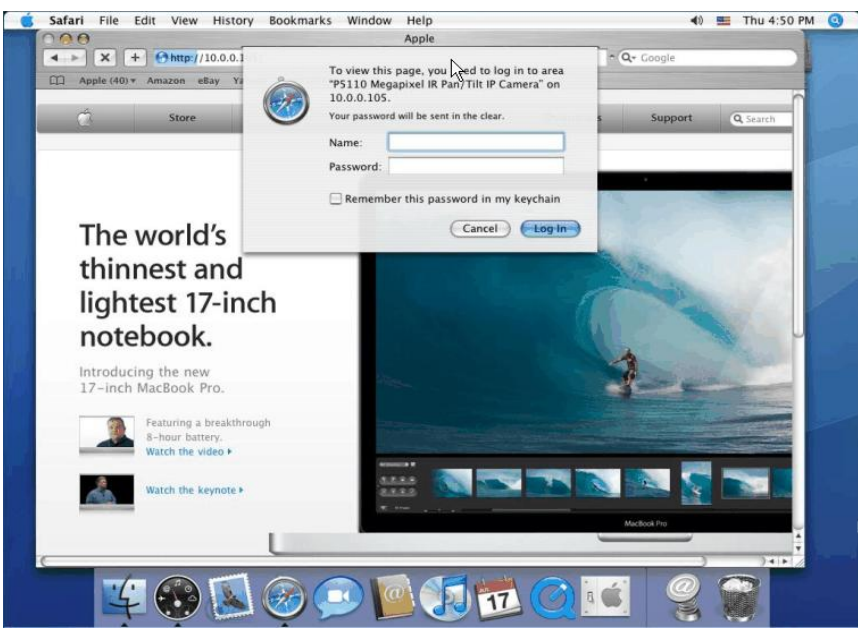 Safari File Edit View History Bookmarks Window Help Thu 4:50 PM
Apple
http://10.0.0.1
Google
Apple (40) Amazon eBay
To view this page, you need to log in to area
"P5110 Megapixel IR Pan/Tilt IP Camera" on
10.0.0.105.
Your password will be sent in the clear.
Name:
Password:
Remember this password in my keychain
Cancel Log In
Store Support Search
The world's
thinnest and
lightest 17-inch
notebook.
Introducing the new
17-inch MacBook Pro.
Featuring a breakthrough
8-hour battery.
Watch the video
Watch the keynote
MacBook Pro
JUL
17